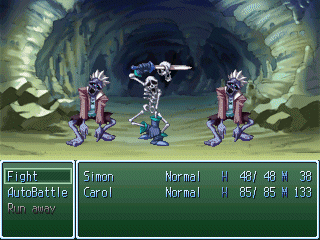 Fight
AutoBattle
Run away
Simon Normal H 48/ 48 M 38
Carol Normal H 85/ 85 M 133